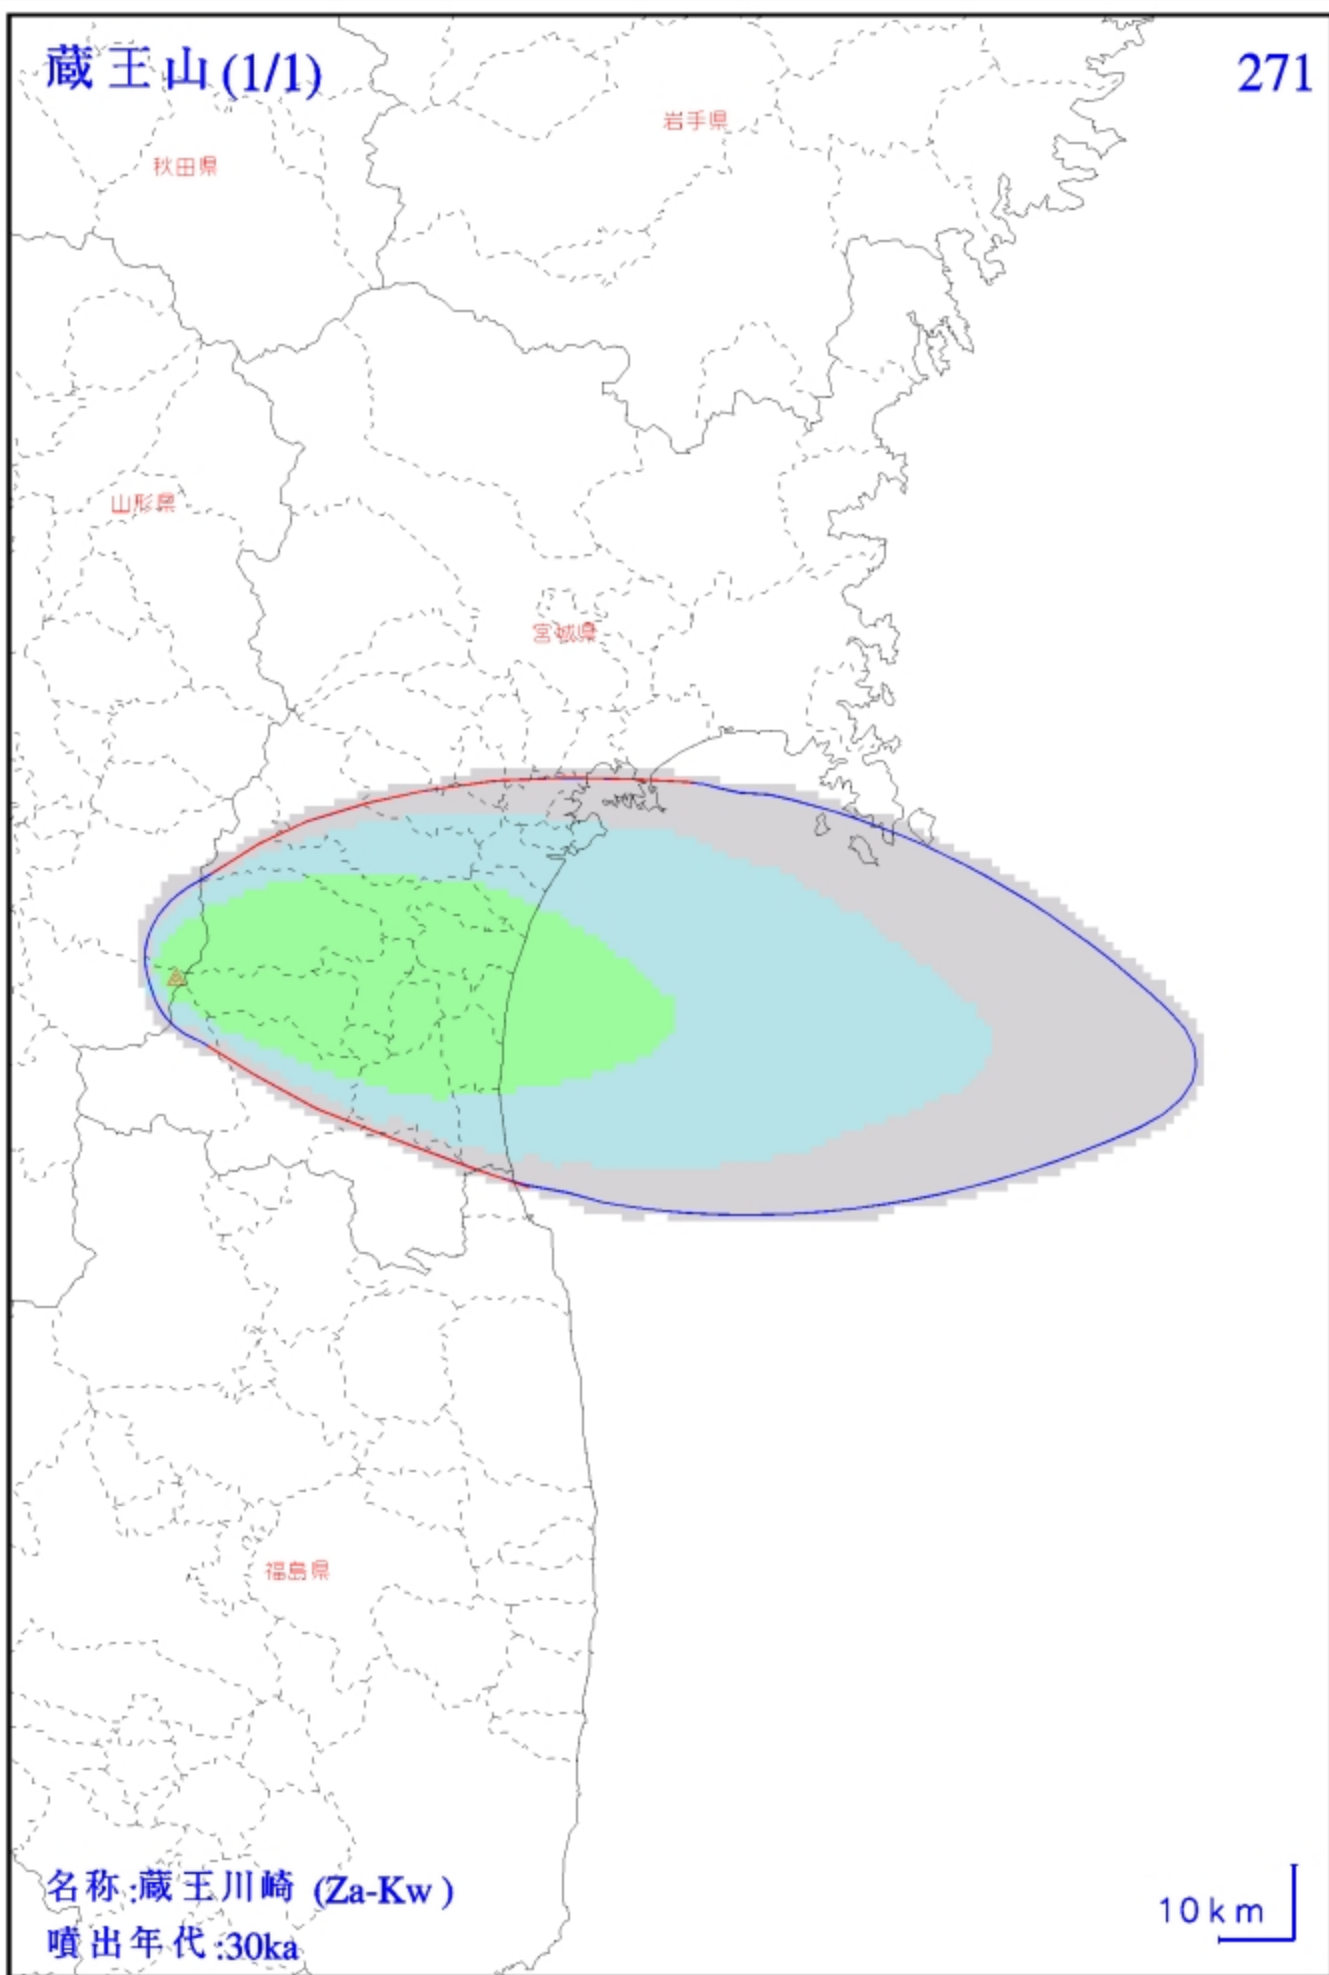 蔵王山(1/1)
271
岩手県
秋田県
山形県
宮城県
福島県
名称:蔵王川崎 (Za-Kw)
噴出年代:30ka
10km